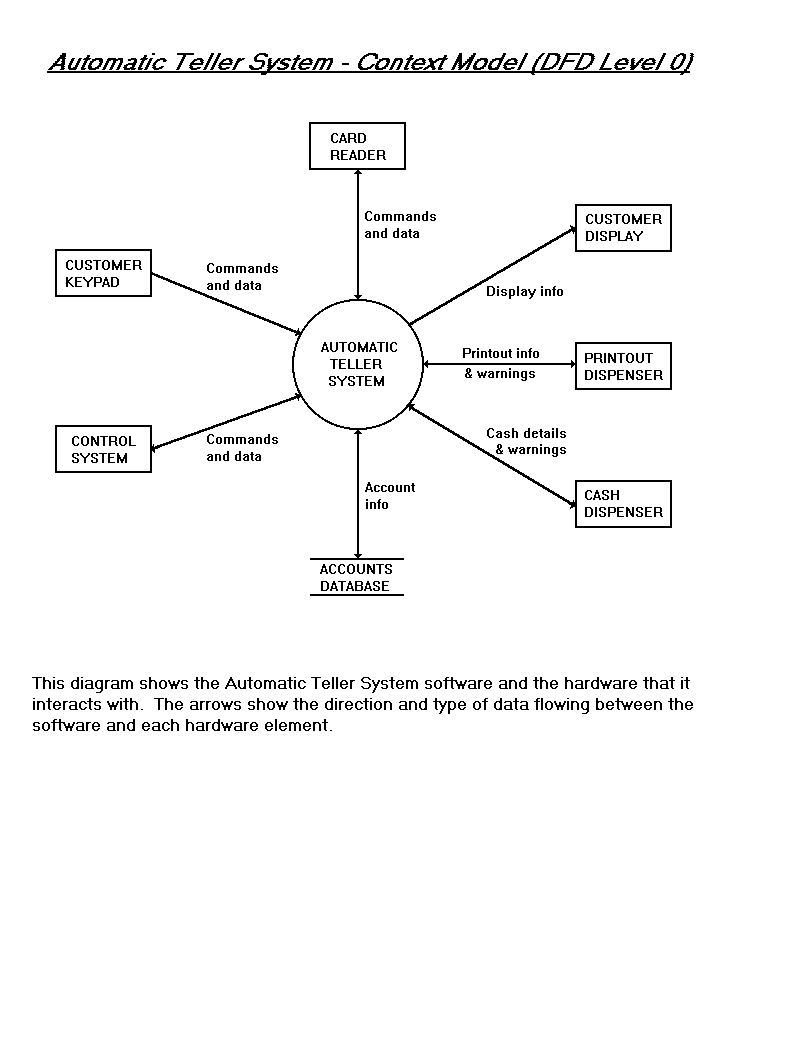 Automatic Teller System - Context Model (DFD Level 0)
CARD
READER
Commands
and data
CUSTOMER
DISPLAY
CUSTOMER
KEYPAD
Commands
and data
Display info
AUTOMATIC
TELLER
SYSTEM
Printout info
& warnings
PRINTOUT
DISPENSER
CONTROL
SYSTEM
Commands
and data
Cash details
& warnings
CASH
DISPENSER
Account
info
ACCOUNTS
DATABASE
This diagram shows the Automatic Teller System software and the hardware that it
interacts with.  The arrows show the direction and type of data flowing between the
software and each hardware element.